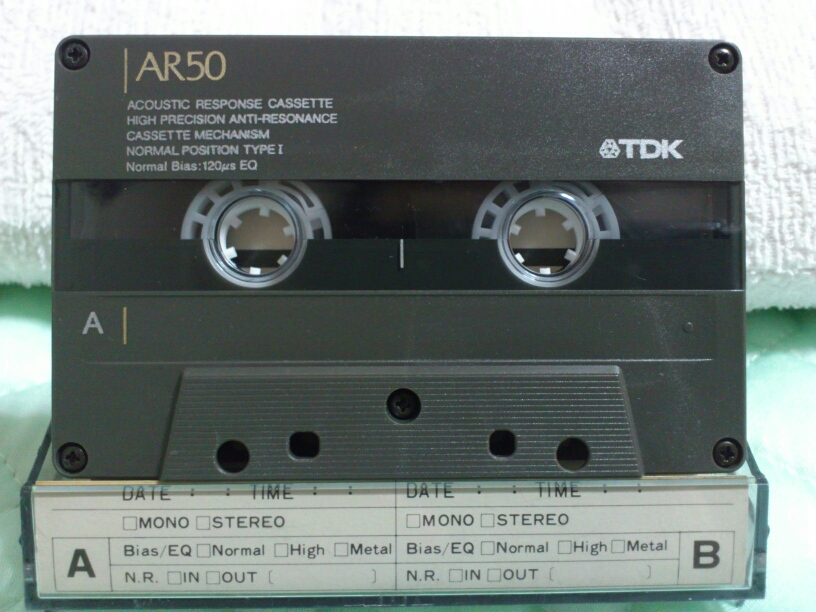 AR50
ACOUSTIC RESPONSE CASSETTE
HIGH PRECISION ANTI-RESONANCE
CASSETTE MECHANISM
NORMAL POSITION TYPE I
Normal Bias:120μs EQ
TDK
A
DATE : : TIME : : DATE : : TIME : :
□MONO □STEREO □MONO □STEREO
A Bias/EQ □Normal □High □Metal Bias/EQ □Normal □High □Metal B
N.R. □IN □OUT [ ] N.R. □IN □OUT [ ]